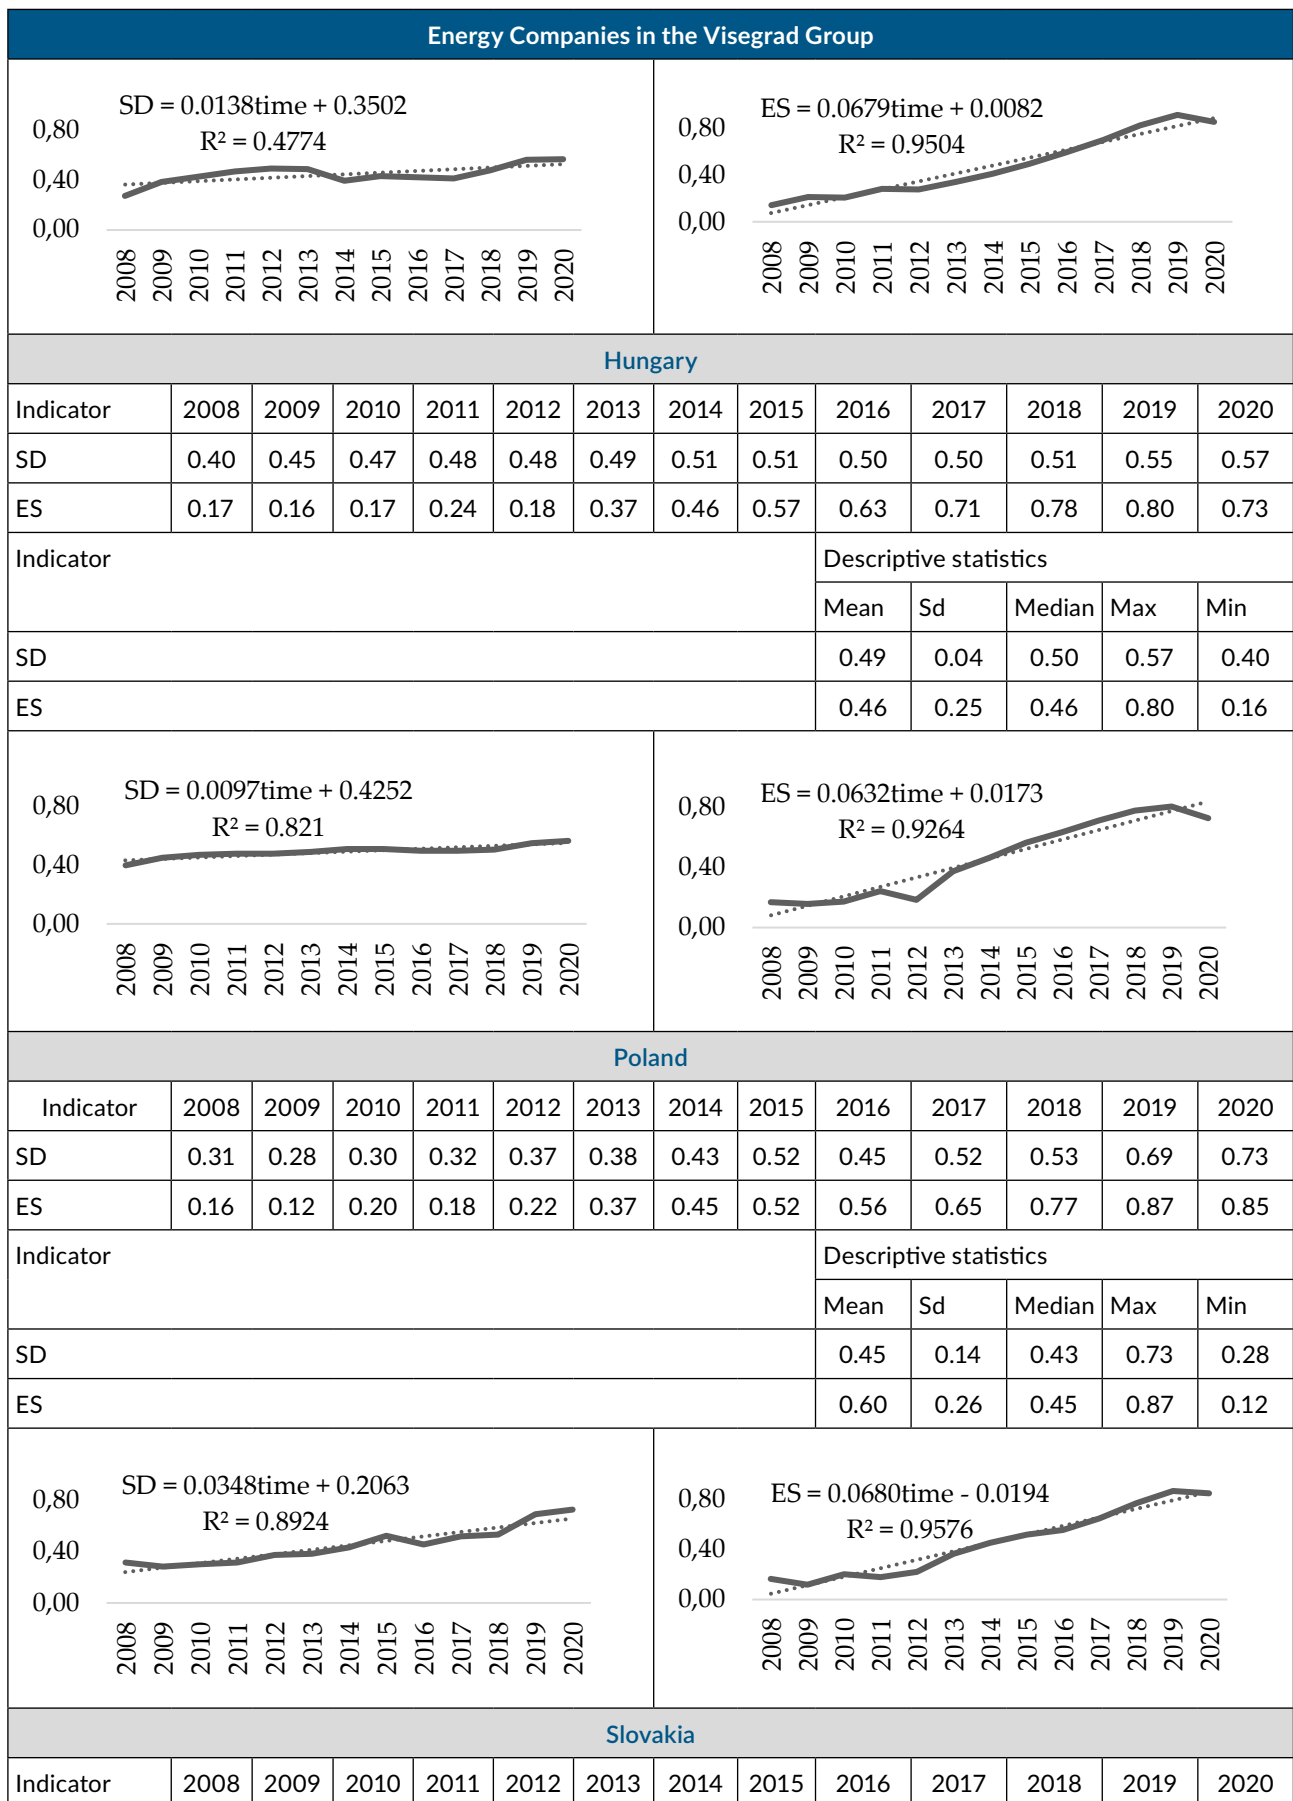 Energy Companies in the Visegrad Group
SD = 0.0138time + 0.3502
R² = 0.4774
0,80
0,40
0,00
2008 2009 2010 2011 2012 2013 2014 2015 2016 2017 2018 2019 2020
ES = 0.0679time + 0.0082
R² = 0.9504
0,80
0,40
0,00
2008 2009 2010 2011 2012 2013 2014 2015 2016 2017 2018 2019 2020
Hungary
Indicator 2008 2009 2010 2011 2012 2013 2014 2015 2016 2017 2018 2019 2020
SD 0.40 0.45 0.47 0.48 0.48 0.49 0.51 0.51 0.50 0.50 0.51 0.55 0.57
ES 0.17 0.16 0.17 0.24 0.18 0.37 0.46 0.57 0.63 0.71 0.78 0.80 0.73
Indicator Descriptive statistics
Mean Sd Median Max Min
SD 0.49 0.04 0.50 0.57 0.40
ES 0.46 0.25 0.46 0.80 0.16
SD = 0.0097time + 0.4252
R² = 0.821
0,80
0,40
0,00
2008 2009 2010 2011 2012 2013 2014 2015 2016 2017 2018 2019 2020
ES = 0.0632time + 0.0173
R² = 0.9264
0,80
0,40
0,00
2008 2009 2010 2011 2012 2013 2014 2015 2016 2017 2018 2019 2020
Poland
Indicator 2008 2009 2010 2011 2012 2013 2014 2015 2016 2017 2018 2019 2020
SD 0.31 0.28 0.30 0.32 0.37 0.38 0.43 0.52 0.45 0.52 0.53 0.69 0.73
ES 0.16 0.12 0.20 0.18 0.22 0.37 0.45 0.52 0.56 0.65 0.77 0.87 0.85
Indicator Descriptive statistics
Mean Sd Median Max Min
SD 0.45 0.14 0.43 0.73 0.28
ES 0.60 0.26 0.45 0.87 0.12
SD = 0.0348time + 0.2063
R² = 0.8924
0,80
0,40
0,00
2008 2009 2010 2011 2012 2013 2014 2015 2016 2017 2018 2019 2020
ES = 0.0680time - 0.0194
R² = 0.9576
0,80
0,40
0,00
2008 2009 2010 2011 2012 2013 2014 2015 2016 2017 2018 2019 2020
Slovakia
Indicator 2008 2009 2010 2011 2012 2013 2014 2015 2016 2017 2018 2019 2020